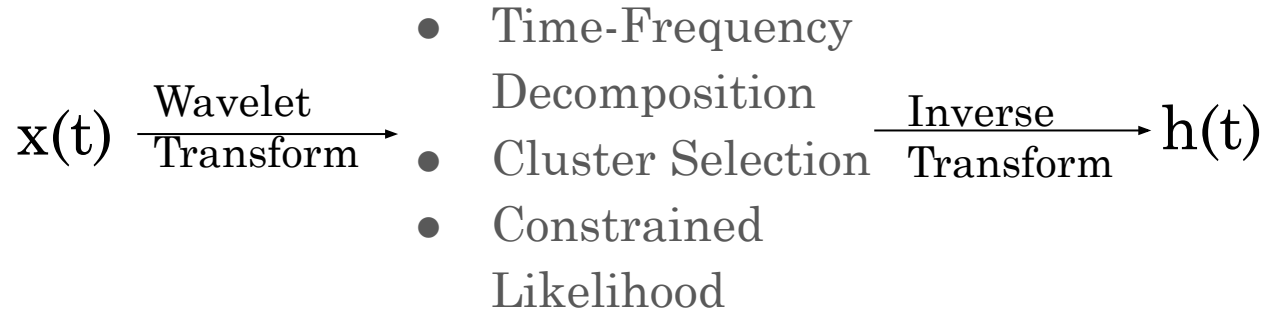 x(t)
Wavelet
Transform
● Time-Frequency
Decomposition
● Cluster Selection
● Constrained
Likelihood
Inverse
Transform
h(t)